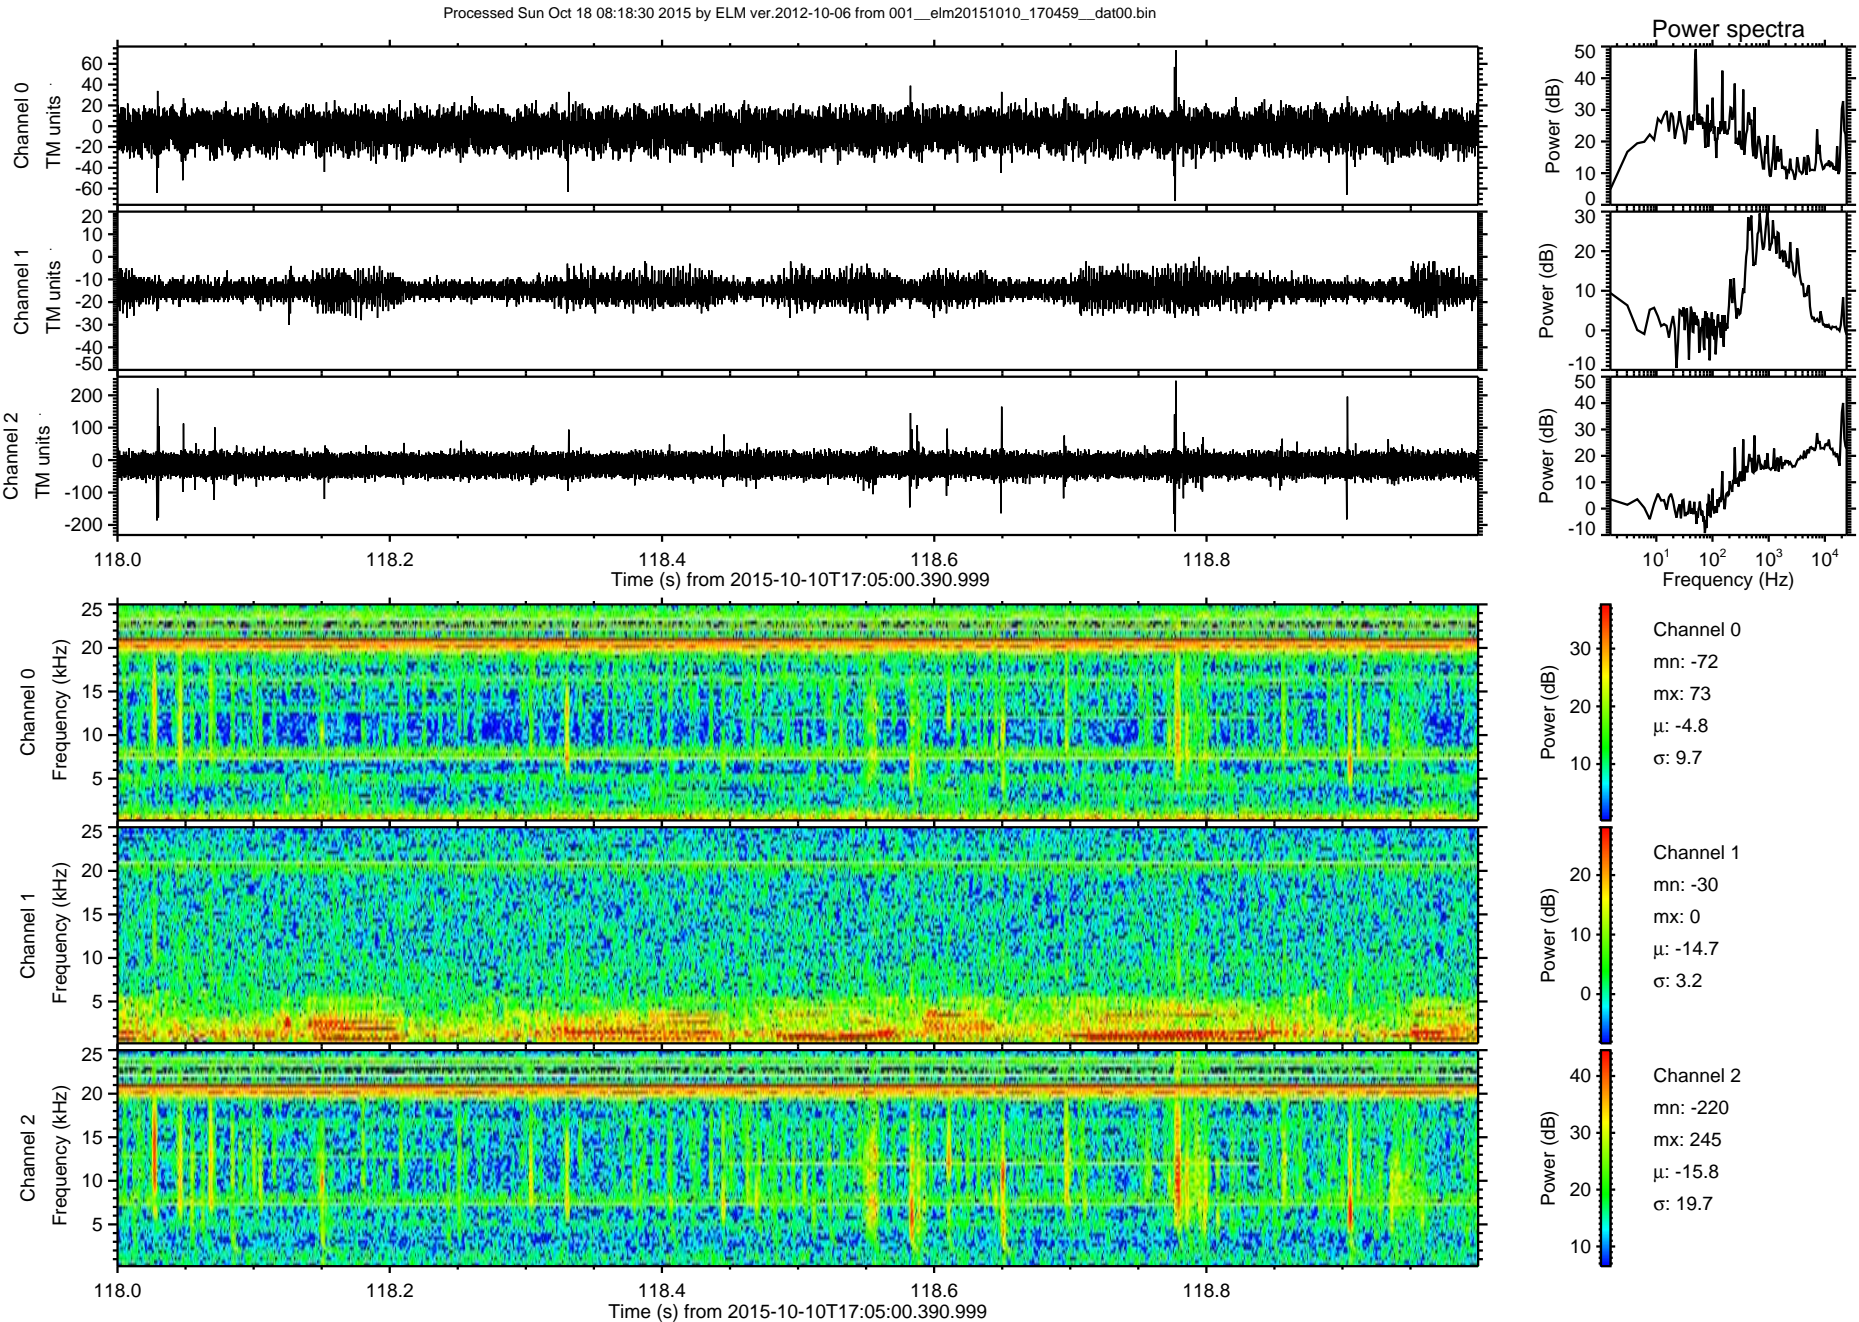 Processed Sun Oct 18 08:18:30 2015 by ELM ver.2012-10-06 from 001__elm20151010_170459__dat00.bin
Power spectra
Channel 0
TM units
60
40
20
0
-20
-40
-60
Power (dB)
50
40
30
20
10
0
Channel 1
TM units
20
10
0
-10
-20
-30
-40
-50
Power (dB)
30
20
10
0
-10
Channel 2
TM units
200
100
0
-100
-200
Power (dB)
50
40
30
20
10
0
-10
118.0 118.2 118.4 118.6 118.8
Time (s) from 2015-10-10T17:05:00.390.999
10^1 10^2 10^3 10^4
Frequency (Hz)
Channel 0
Frequency (kHz)
25
20
15
10
5
Power (dB)
30
20
10
Channel 0
mn: -72
mx: 73
µ: -4.8
σ: 9.7
Channel 1
Frequency (kHz)
25
20
15
10
5
Power (dB)
20
10
0
Channel 1
mn: -30
mx: 0
µ: -14.7
σ: 3.2
Channel 2
Frequency (kHz)
25
20
15
10
5
Power (dB)
40
30
20
10
Channel 2
mn: -220
mx: 245
µ: -15.8
σ: 19.7
118.0 118.2 118.4 118.6 118.8
Time (s) from 2015-10-10T17:05:00.390.999